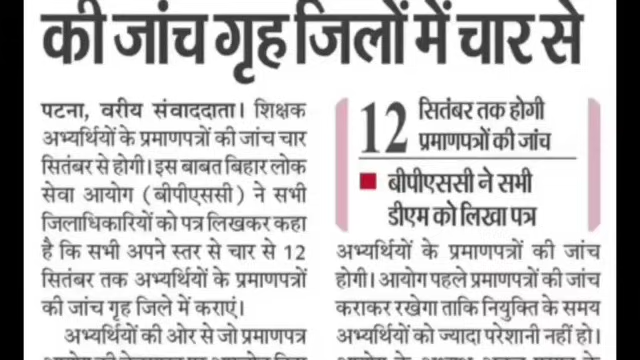 की जांच गृह जिलों में चार से
पटना, वरीय संवाददाता। शिक्षक
अभ्यर्थियों के प्रमाणपत्रों की जांच चार
सितंबर से होगी। इस बाबत बिहार लोक
सेवा आयोग (बीपीएससी) ने सभी
जिलाधिकारियों को पत्र लिखकर कहा
है कि सभी अपने स्तर से चार से 12
सितंबर तक अभ्यर्थियों के प्रमाणपत्रों
की जांच गृह जिले में कराएं।
अभ्यर्थियों की ओर से जो प्रमाणपत्र
12 सितंबर तक होगी
प्रमाणपत्रों की जांच
बीपीएससी ने सभी
डीएम को लिखा पत्र
अभ्यर्थियों के प्रमाणपत्रों की जांच
होगी। आयोग पहले प्रमाणपत्रों की जांच
कराकर रखेगा ताकि नियुक्ति के समय
अभ्यर्थियों को ज्यादा परेशानी नहीं हो।